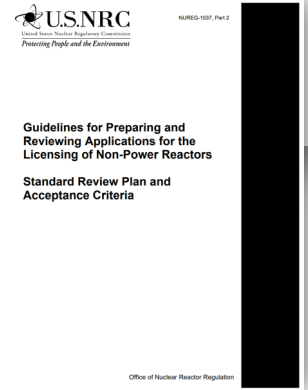 U.S.NRC
United States Nuclear Regulatory Commission
Protecting People and the Environment
NUREG-1537, Part 2
Guidelines for Preparing and
Reviewing Applications for the
Licensing of Non-Power Reactors
Standard Review Plan and
Acceptance Criteria
Office of Nuclear Reactor Regulation